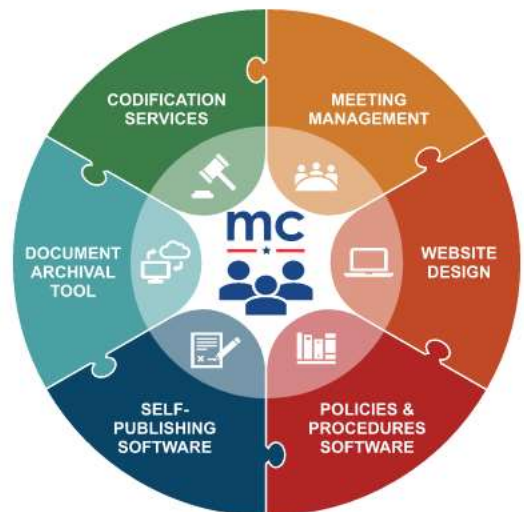 CODIFICATION
SERVICES
MEETING
MANAGEMENT
DOCUMENT
ARCHIVAL
TOOL
mc
WEBSITE
DESIGN
SELF-
PUBLISHING
SOFTWARE
POLICIES &
PROCEDURES
SOFTWARE